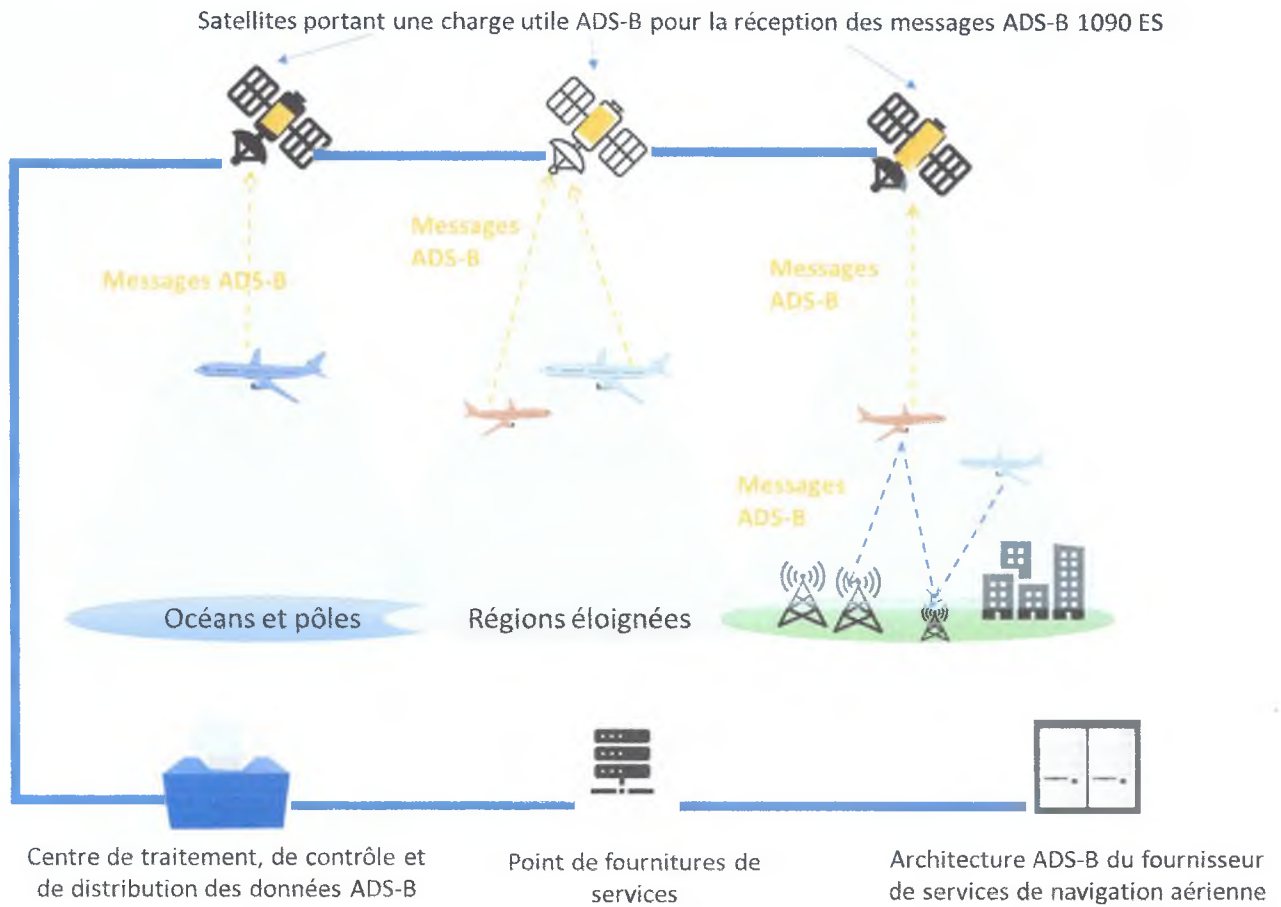 Satellites portant une charge utile ADS-B pour la réception des messages ADS-B 1090 ES
Messages
ADS-B
Messages ADS-B
Messages
ADS-B
Messages
ADS-B
Océans et pôles
Régions éloignées
Centre de traitement, de contrôle et
de distribution des données ADS-B
Point de fournitures de
services
Architecture ADS-B du fournisseur
de services de navigation aérienne